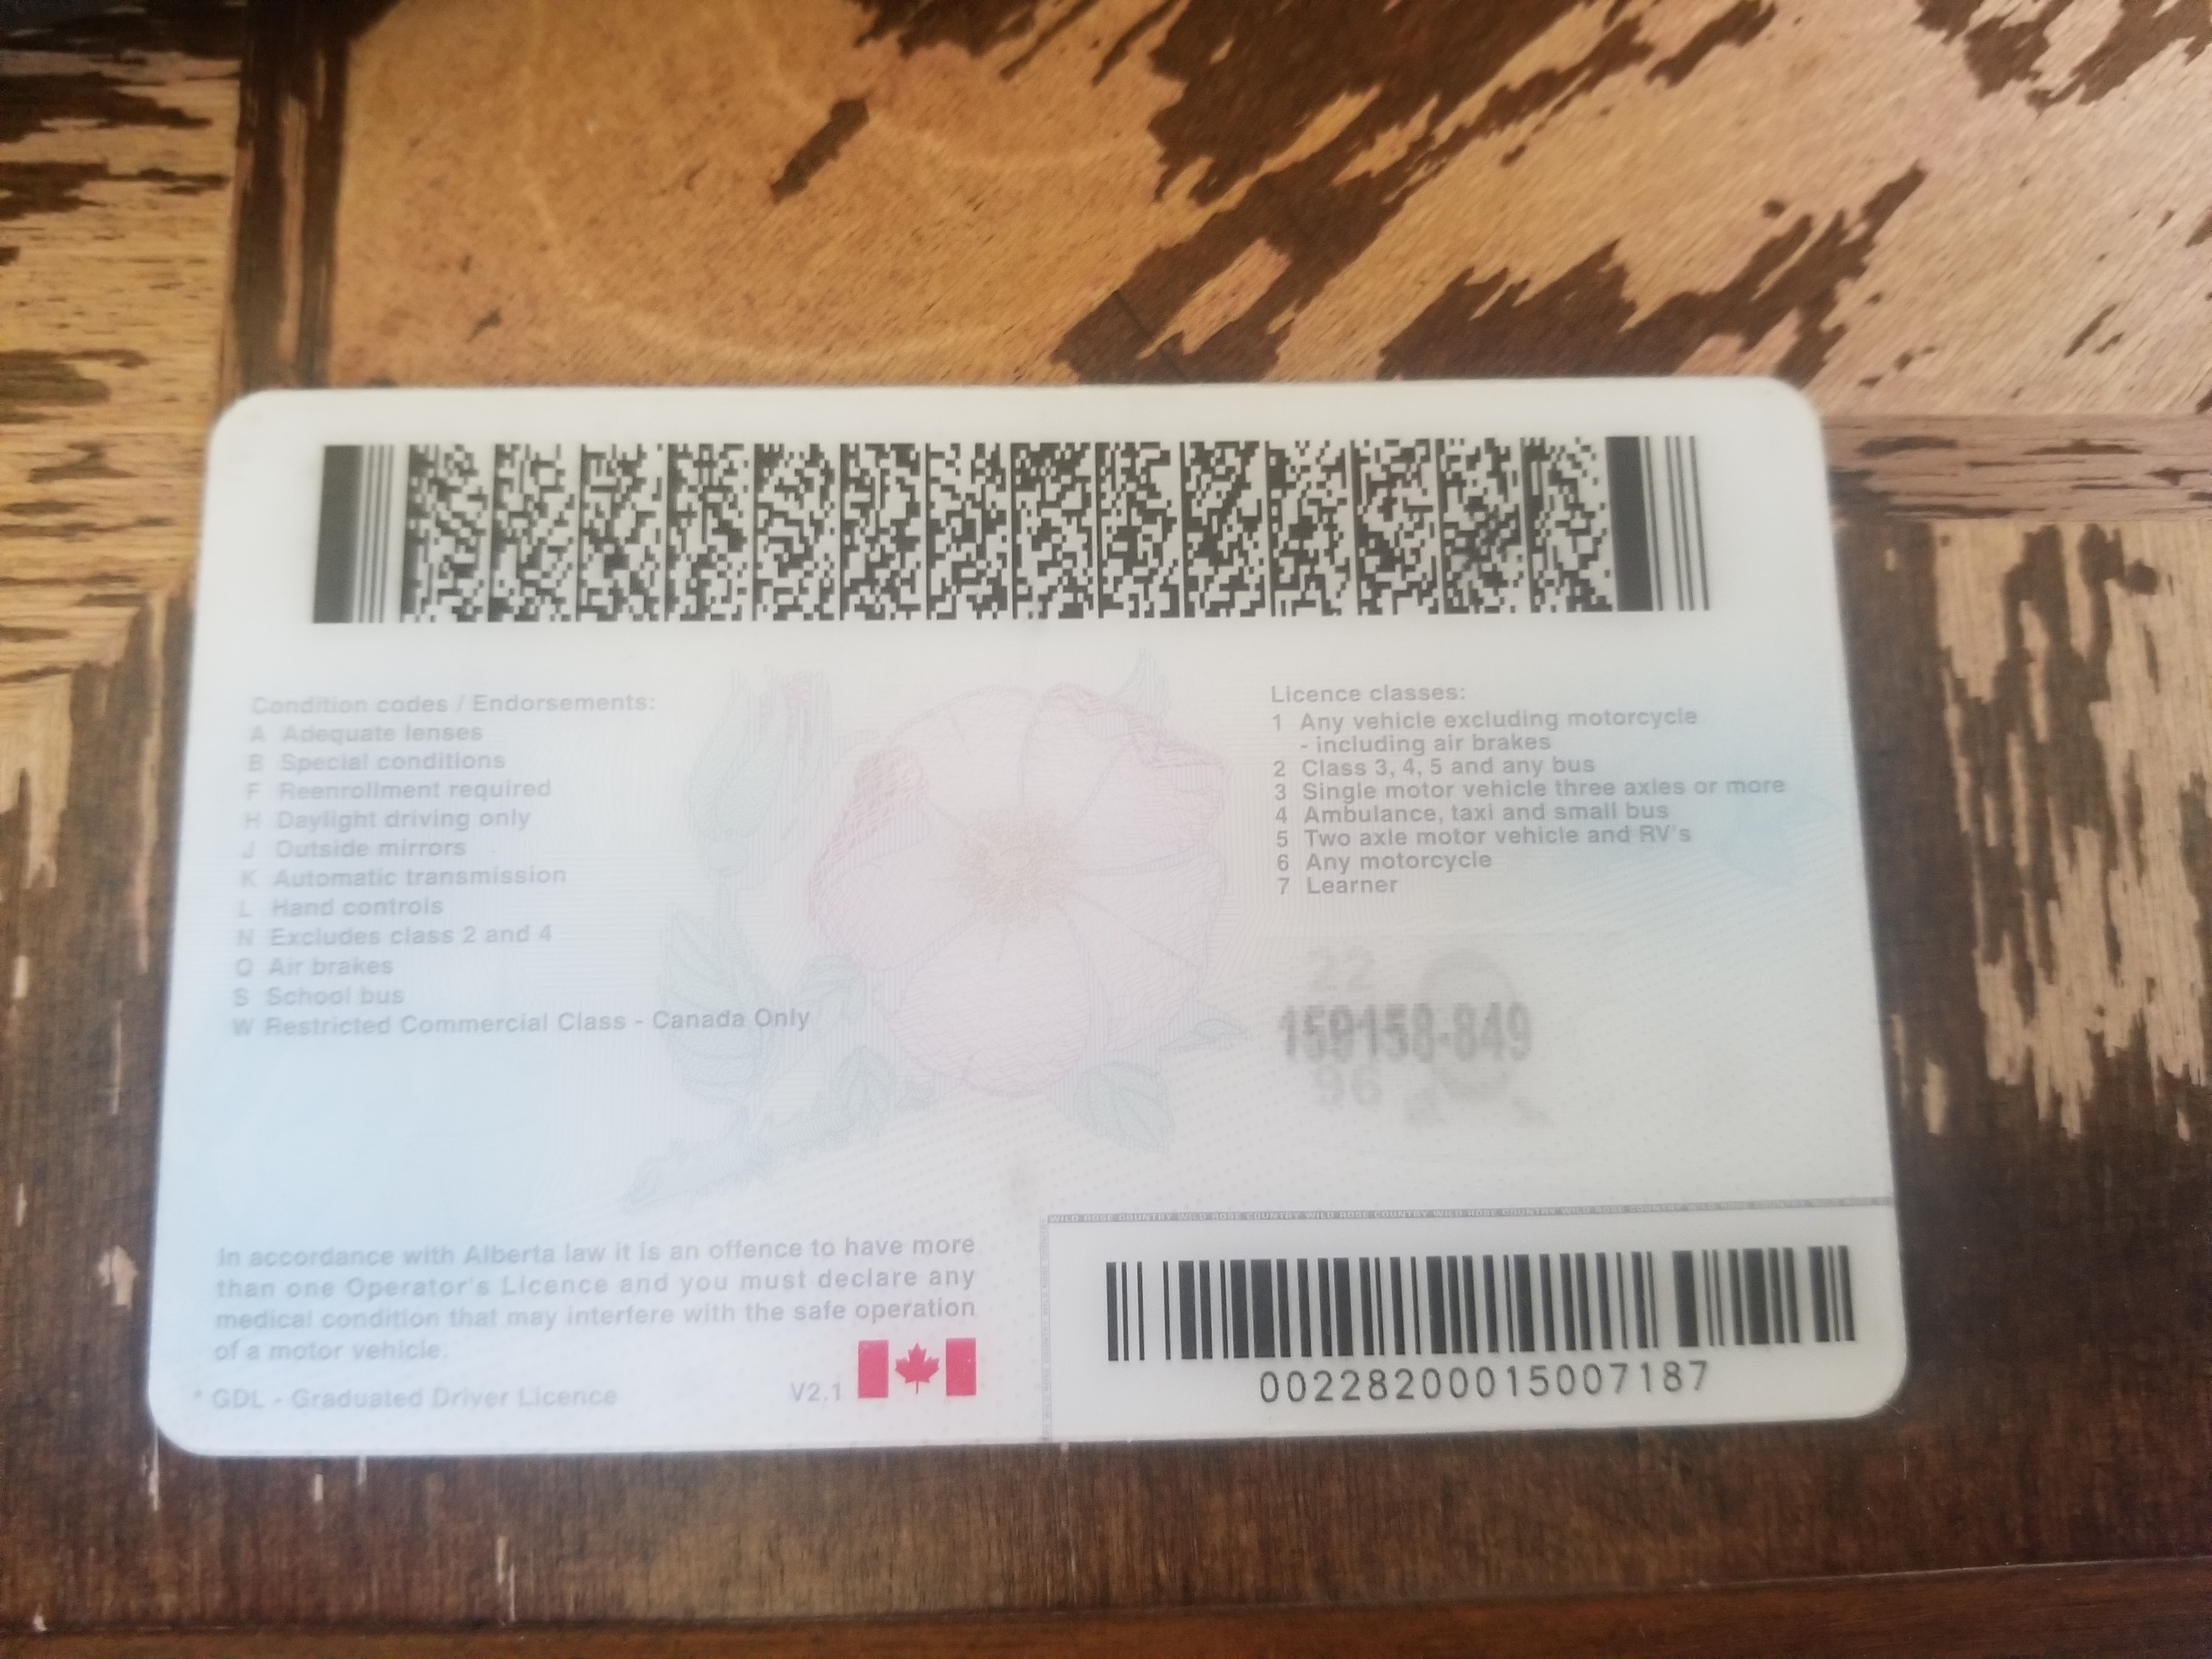 Condition codes / Endorsements:
A Adequate lenses
B Special conditions
F Reenrollment required
H Daylight driving only
J Outside mirrors
K Automatic transmission
L Hand controls
N Excludes class 2 and 4
Q Air brakes
S School bus
W Restricted Commercial Class - Canada Only
Licence classes:
1 Any vehicle excluding motorcycle
- including air brakes
2 Class 3, 4, 5 and any bus
3 Single motor vehicle three axles or more
4 Ambulance, taxi and small bus
5 Two axle motor vehicle and RV's
6 Any motorcycle
7 Learner
In accordance with Alberta law it is an offence to have more
than one Operator's Licence and you must declare any
medical condition that may interfere with the safe operation
of a motor vehicle.
* GDL - Graduated Driver Licence
V2.1
00228200015007187